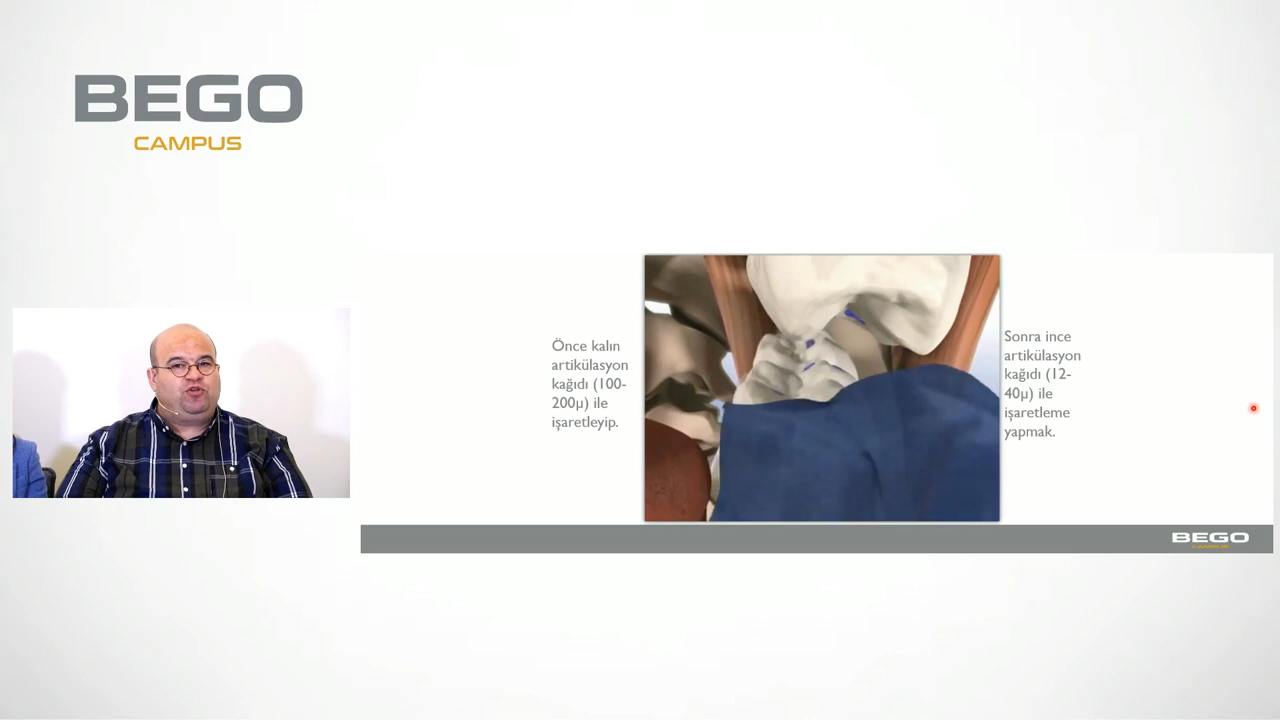 BEGO
CAMPUS
Önce kalın
artikülasyon
kağıdı (100-
200µ) ile
işaretleyip.
Sonra ince
artikülasyon
kağıdı (12-
40µ) ile
işaretleme
yapmak.
BEGO
CAMPUS